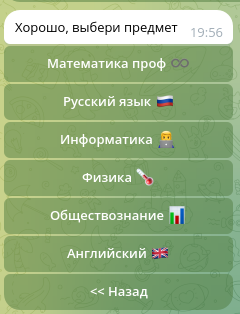 Хорошо, выбери предмет
19:56
Математика проф ♾
Русский язык 🇷🇺
Информатика 👨‍💻
Физика 🌡
Обществознание 📊
Английский 🇬🇧
<< Назад